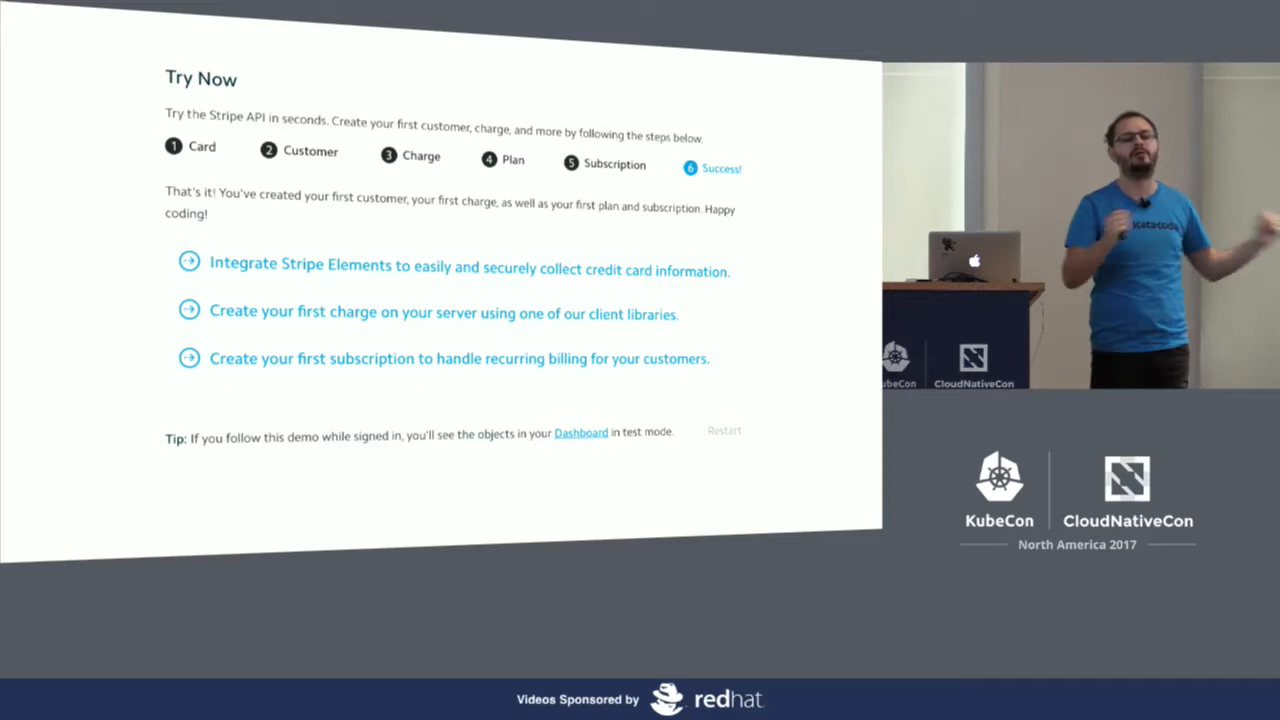 Try Now
Try the Stripe API in seconds. Create your first customer, charge, and more by following the steps below.
1 Card 2 Customer 3 Charge 4 Plan 5 Subscription 6 Success!
That's it! You've created your first customer, your first charge, as well as your first plan and subscription. Happy
coding!
Integrate Stripe Elements to easily and securely collect credit card information.
Create your first charge on your server using one of our client libraries.
Create your first subscription to handle recurring billing for your customers.
Tip: If you follow this demo while signed in, you'll see the objects in your Dashboard in test mode. Restart
katacoda
ubeCon CloudNativeCon
KubeCon CloudNativeCon
North America 2017
Videos Sponsored by redhat